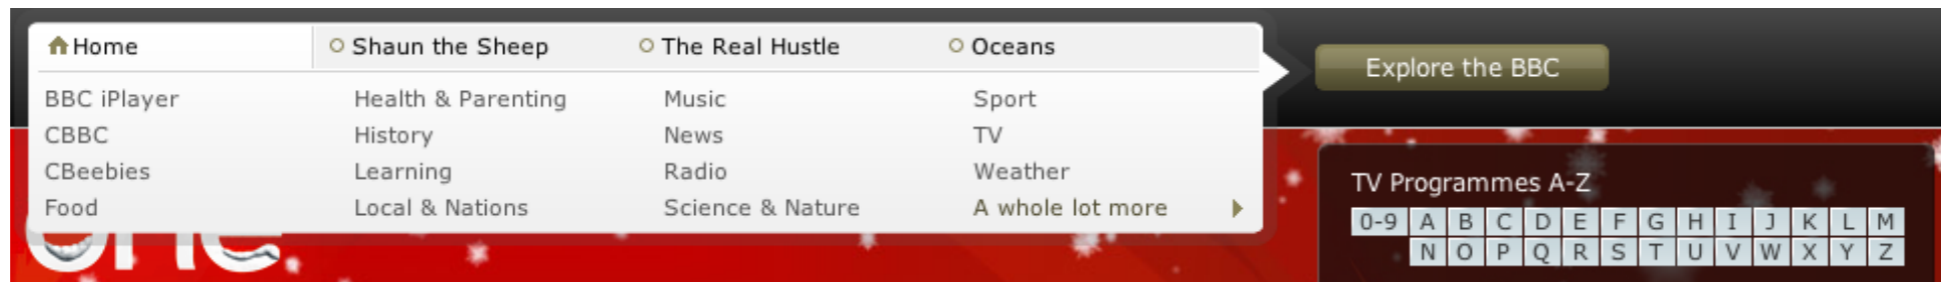 Home Shaun the Sheep The Real Hustle Oceans
Explore the BBC
BBC iPlayer Health & Parenting Music Sport
CBBC History News TV
CBeebies Learning Radio Weather
Food Local & Nations Science & Nature A whole lot more
one
TV Programmes A-Z
0-9 A B C D E F G H I J K L M
N O P Q R S T U V W X Y Z